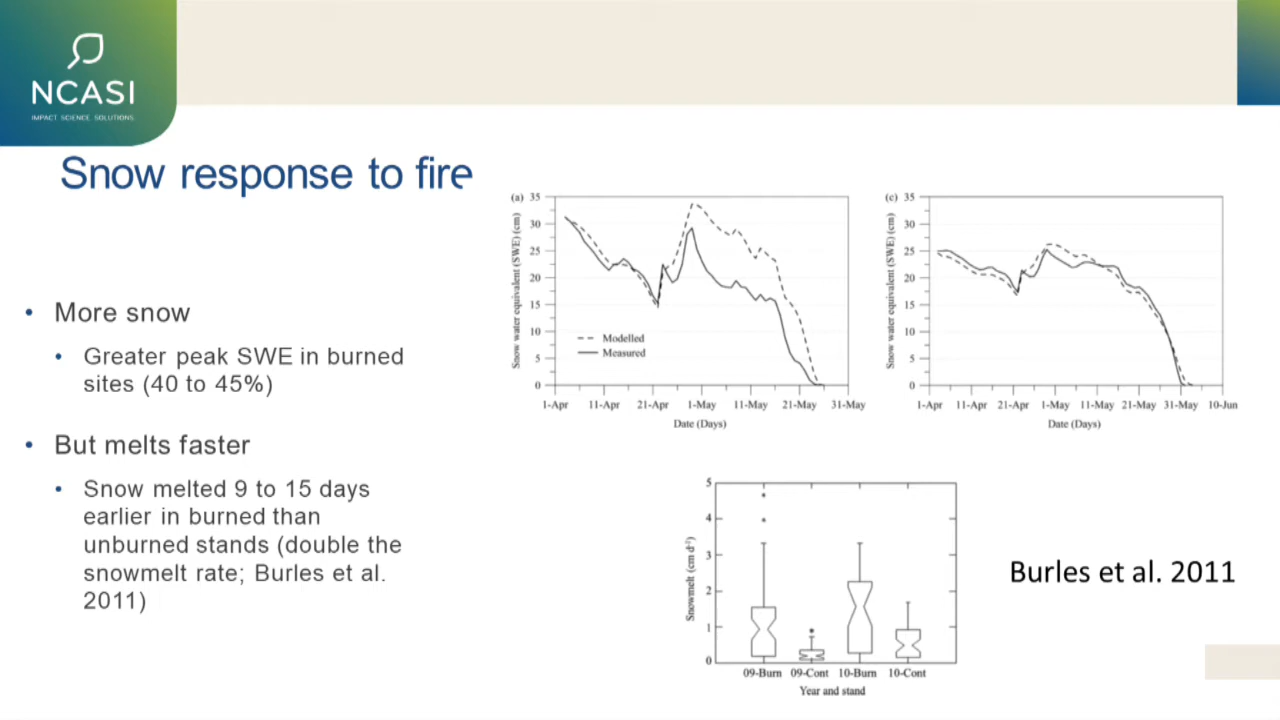 NCASI
IMPACT SCIENCE SOLUTIONS
Snow response to fire
• More snow
• Greater peak SWE in burned
sites (40 to 45%)
• But melts faster
• Snow melted 9 to 15 days
earlier in burned than
unburned stands (double the
snowmelt rate; Burles et al.
2011)
(a)
Snow water equivalent (SWE) (cm)
35
30
25
20
15
10
5
0
Modelled
Measured
1-Apr 11-Apr 21-Apr 1-May 11-May 21-May 31-May
Date (Days)
(c)
Snow water equivalent (SWE) (cm)
35
30
25
20
15
10
5
0
1-Apr 11-Apr 21-Apr 1-May 11-May 21-May 31-May 10-Jun
Date (Days)
Snowmelt (cm d⁻¹)
5
4
3
2
1
0
09-Burn 09-Cont 10-Burn 10-Cont
Year and stand
Burles et al. 2011